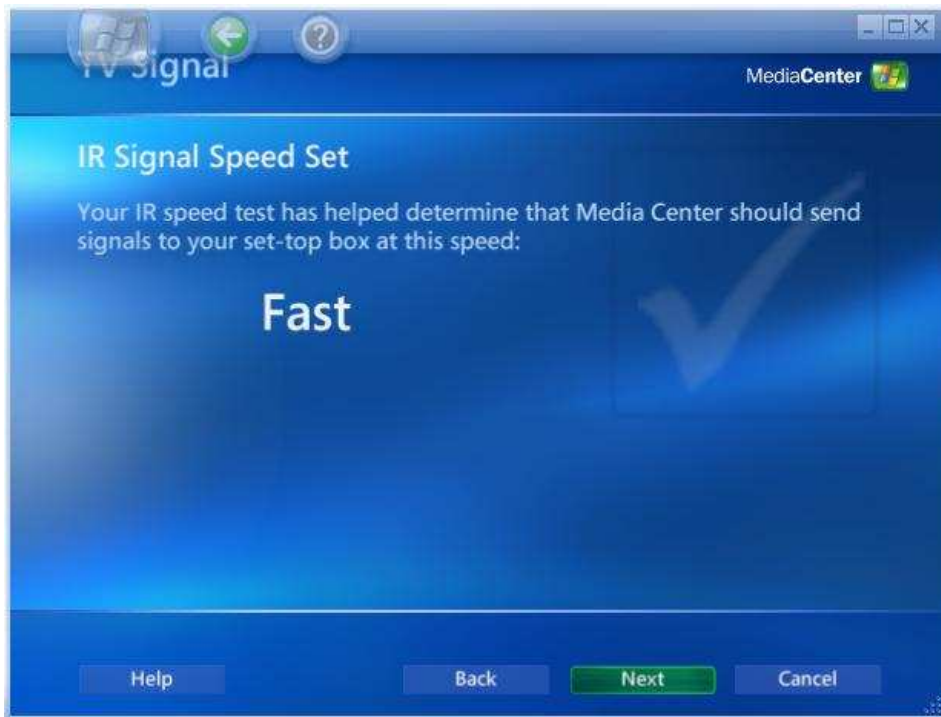 TV Signal
MediaCenter
IR Signal Speed Set
Your IR speed test has helped determine that Media Center should send
signals to your set-top box at this speed:
Fast
Help
Back
Next
Cancel